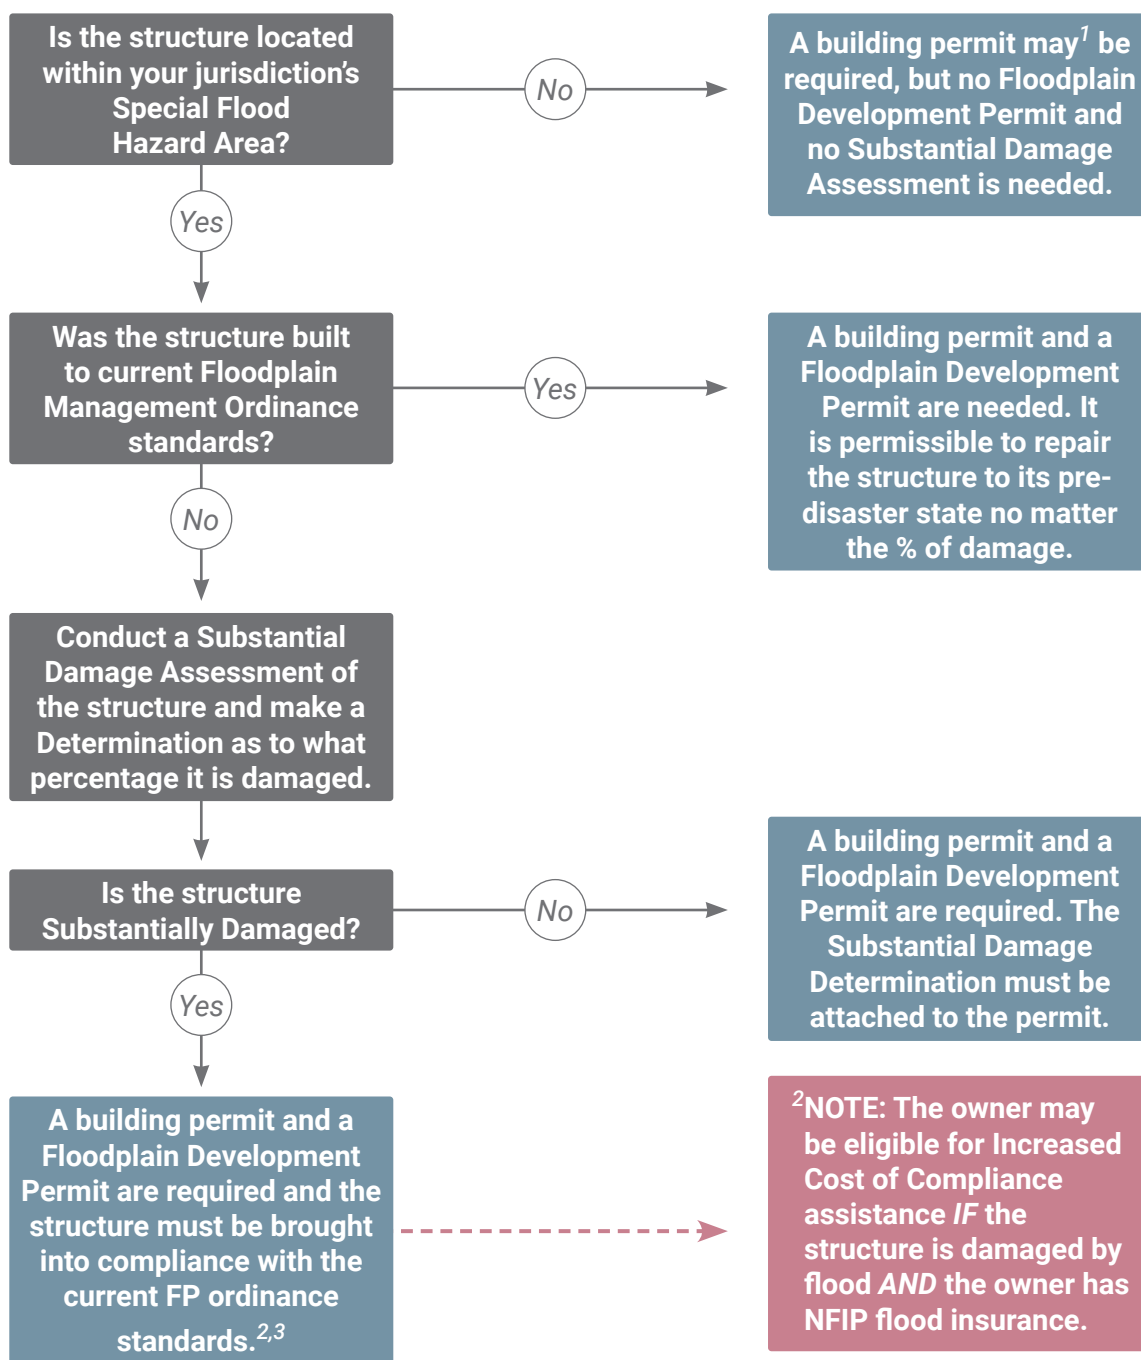 Is the structure located
within your jurisdiction's
Special Flood
Hazard Area?
No
A building permit may1 be
required, but no Floodplain
Development Permit and
no Substantial Damage
Assessment is needed.
Yes
Was the structure built
to current Floodplain
Management Ordinance
standards?
Yes
A building permit and a
Floodplain Development
Permit are needed. It
is permissible to repair
the structure to its pre-
disaster state no matter
the % of damage.
No
Conduct a Substantial
Damage Assessment of
the structure and make a
Determination as to what
percentage it is damaged.
Is the structure
Substantially Damaged?
No
A building permit and a
Floodplain Development
Permit are required. The
Substantial Damage
Determination must be
attached to the permit.
Yes
A building permit and a
Floodplain Development
Permit are required and the
structure must be brought
into compliance with the
current FP ordinance
standards.2,3
2NOTE: The owner may
be eligible for Increased
Cost of Compliance
assistance IF the
structure is damaged by
flood AND the owner has
NFIP flood insurance.